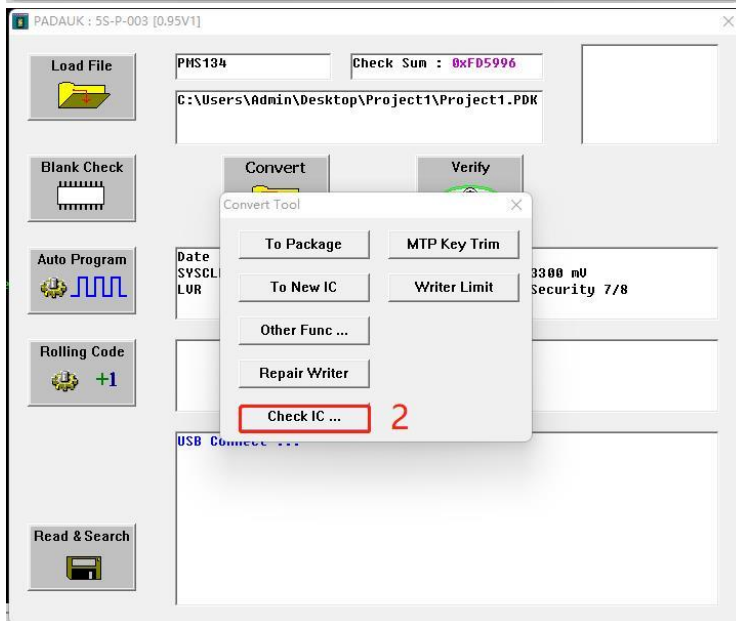 PADAUK : 5S-P-003 [0.95V1]
Load File
PMS134
Check Sum : 0xFD5996
C:\Users\Admin\Desktop\Project1\Project1.PDK
Blank Check
Convert
Verify
Convert Tool
To Package
MTP Key Trim
Auto Program
Date
SYSCL
3300 mV
LVR
To New IC
Writer Limit
Security 7/8
Other Func ...
Rolling Code
+1
Repair Writer
Check IC ...
2
USB Connect ...
Read & Search